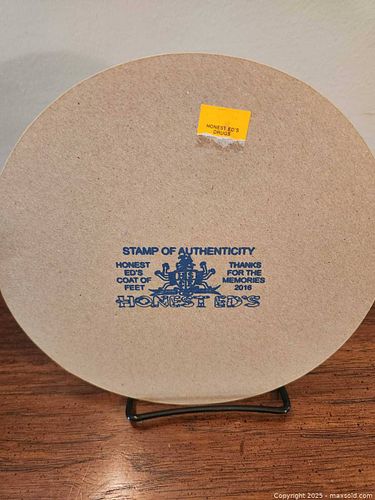 HONEST ED'S
DRUGS
STAMP OF AUTHENTICITY
HONEST
ED'S
COAT OF
FEET
THANKS
FOR THE
MEMORIES
2016
HONEST ED'S
Copyright 2025 - maxsold.com